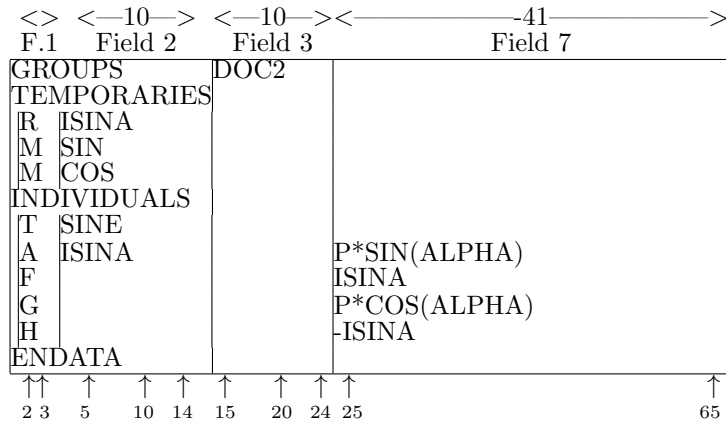 <> <—10—> <—10—><——————-41——————>
F.1 Field 2 Field 3 Field 7
GROUPS DOC2
TEMPORARIES
R ISINA
M SIN
M COS
INDIVIDUALS
T SINE
A ISINA P*SIN(ALPHA)
F ISINA
G P*COS(ALPHA)
H -ISINA
ENDATA
↑↑ ↑ ↑ ↑ ↑ ↑ ↑ ↑ ↑
2 3 5 10 14 15 20 24 25 65